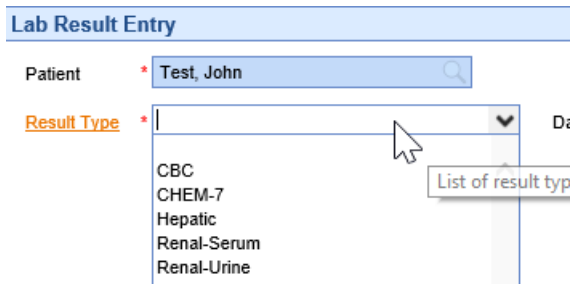 Lab Result Entry
Patient * Test, John
Result Type *
CBC
CHEM-7
Hepatic
Renal-Serum
Renal-Urine
List of result